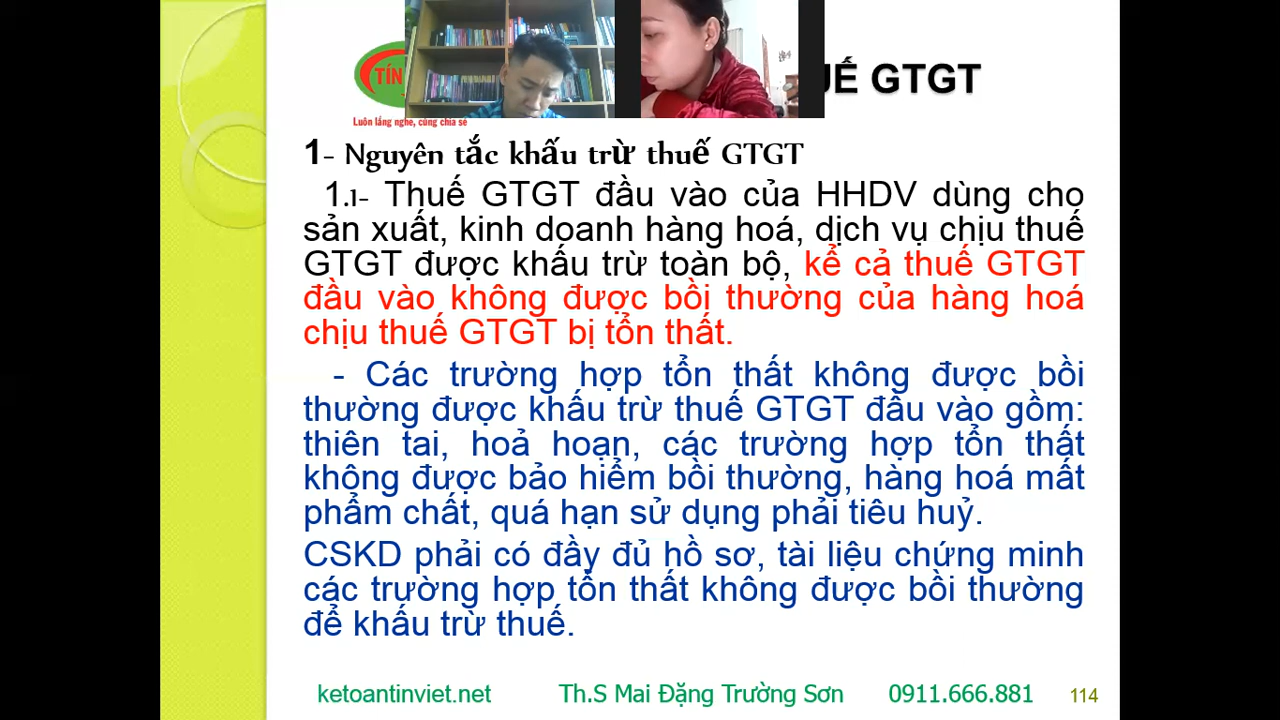 TÍN
Luôn lắng nghe, cùng chia sẻ
GTGT
1- Nguyên tắc khấu trừ thuế GTGT
1.1- Thuế GTGT đầu vào của HHDV dùng cho
sản xuất, kinh doanh hàng hoá, dịch vụ chịu thuế
GTGT được khấu trừ toàn bộ, kể cả thuế GTGT
đầu vào không được bồi thường của hàng hoá
chịu thuế GTGT bị tổn thất.
- Các trường hợp tổn thất không được bồi
thường được khấu trừ thuế GTGT đầu vào gồm:
thiên tai, hoả hoạn, các trường hợp tổn thất
không được bảo hiểm bồi thường, hàng hoá mất
phẩm chất, quá hạn sử dụng phải tiêu huỷ.
CSKD phải có đầy đủ hồ sơ, tài liệu chứng minh
các trường hợp tổn thất không được bồi thường
để khấu trừ thuế.
ketoantinviet.net Th.S Mai Đặng Trường Sơn 0911.666.881 114